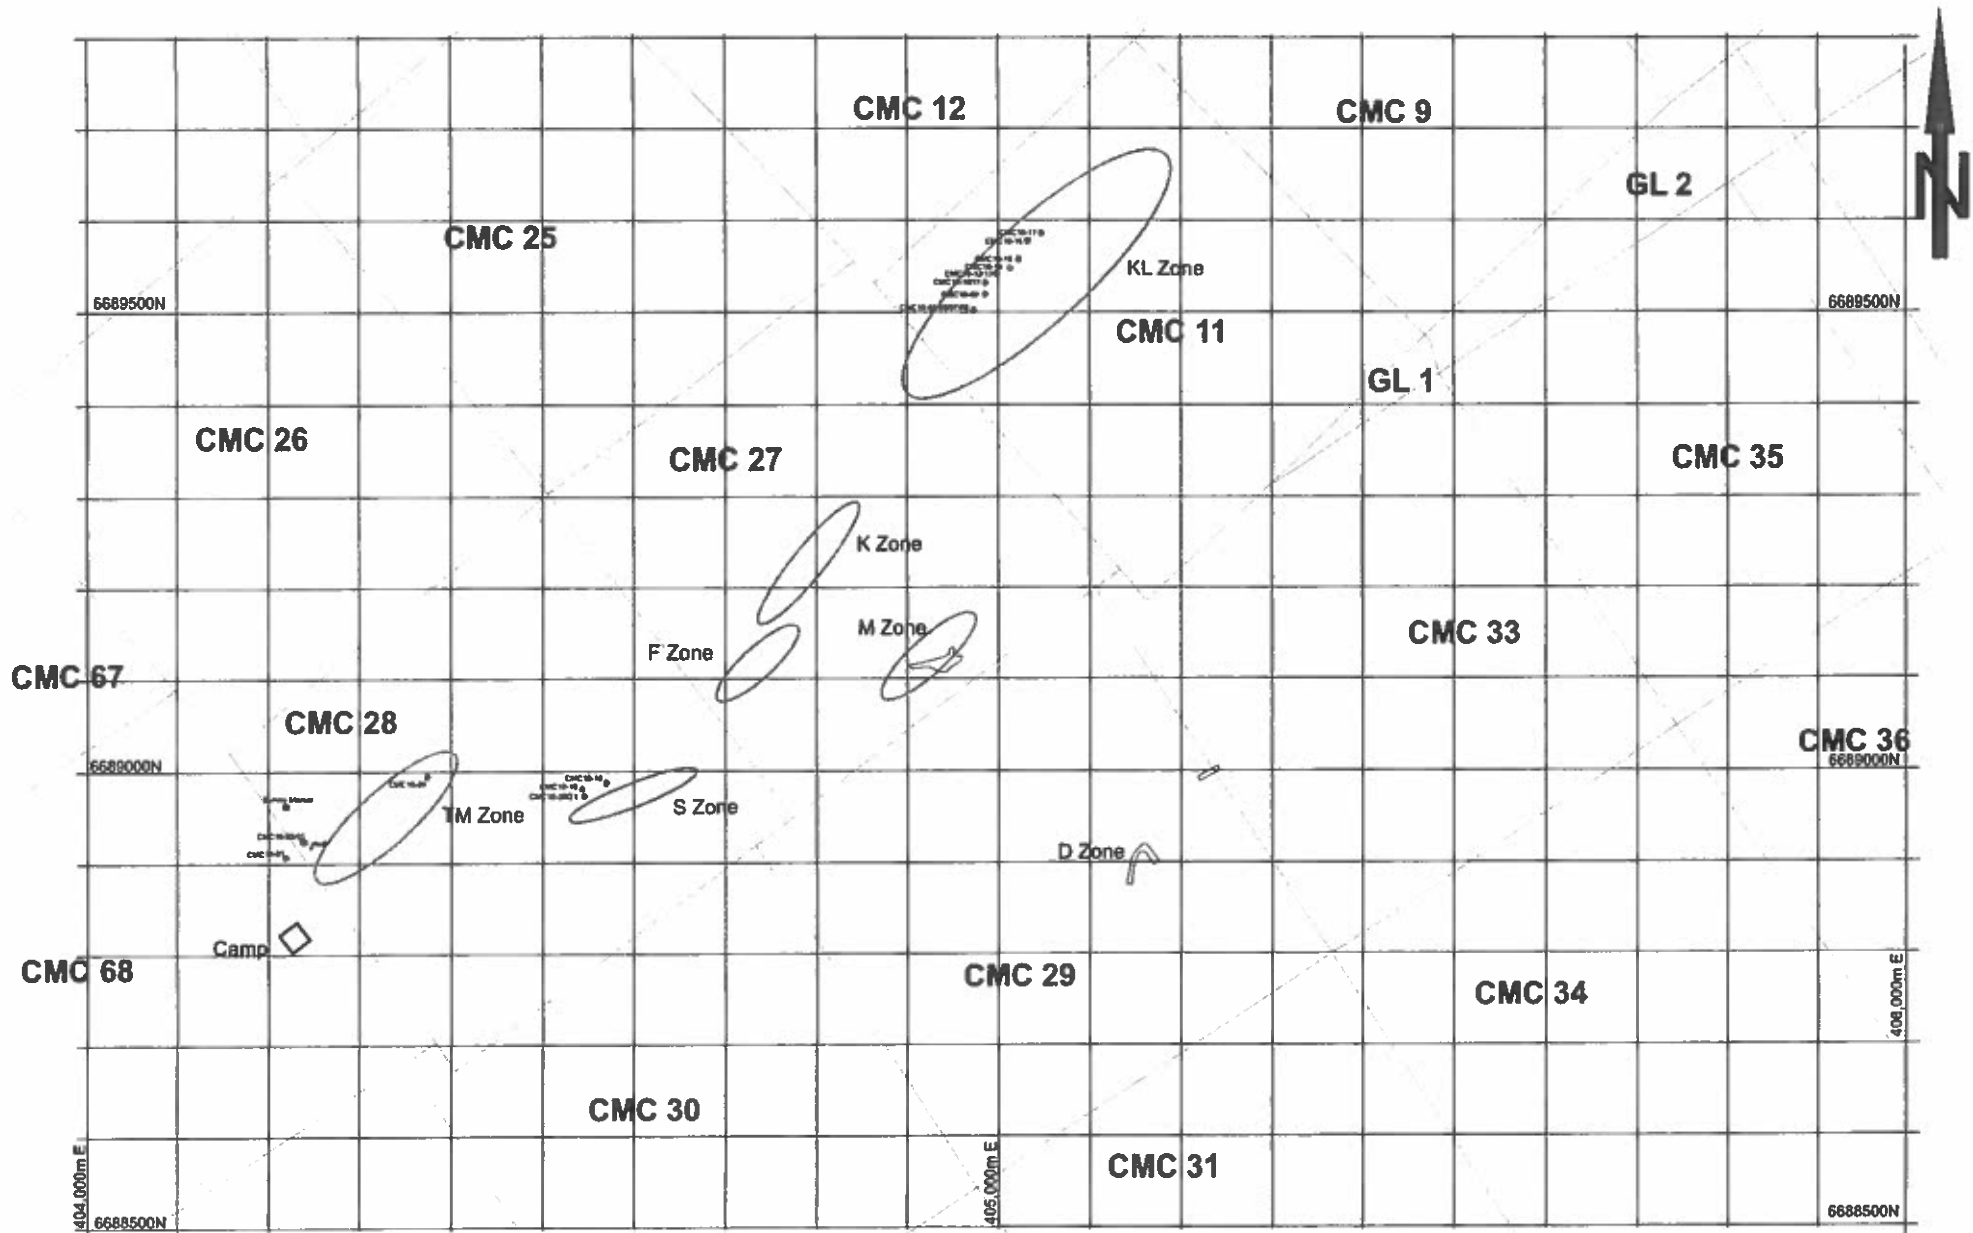 CMC 12
CMC 9
N
GL 2
CMC 25
KL Zone
6689500N
6689500N
CMC 11
GL 1
CMC 26
CMC 27
CMC 35
K Zone
M Zone
CMC 33
F Zone
CMC 67
CMC 28
CMC 36
6689000N
6689000N
TM Zone
S Zone
D Zone
Camp
CMC 68
CMC 29
CMC 34
406,000m E
CMC 30
CMC 31
404,000m E
405,000m E
6688500N
6688500N